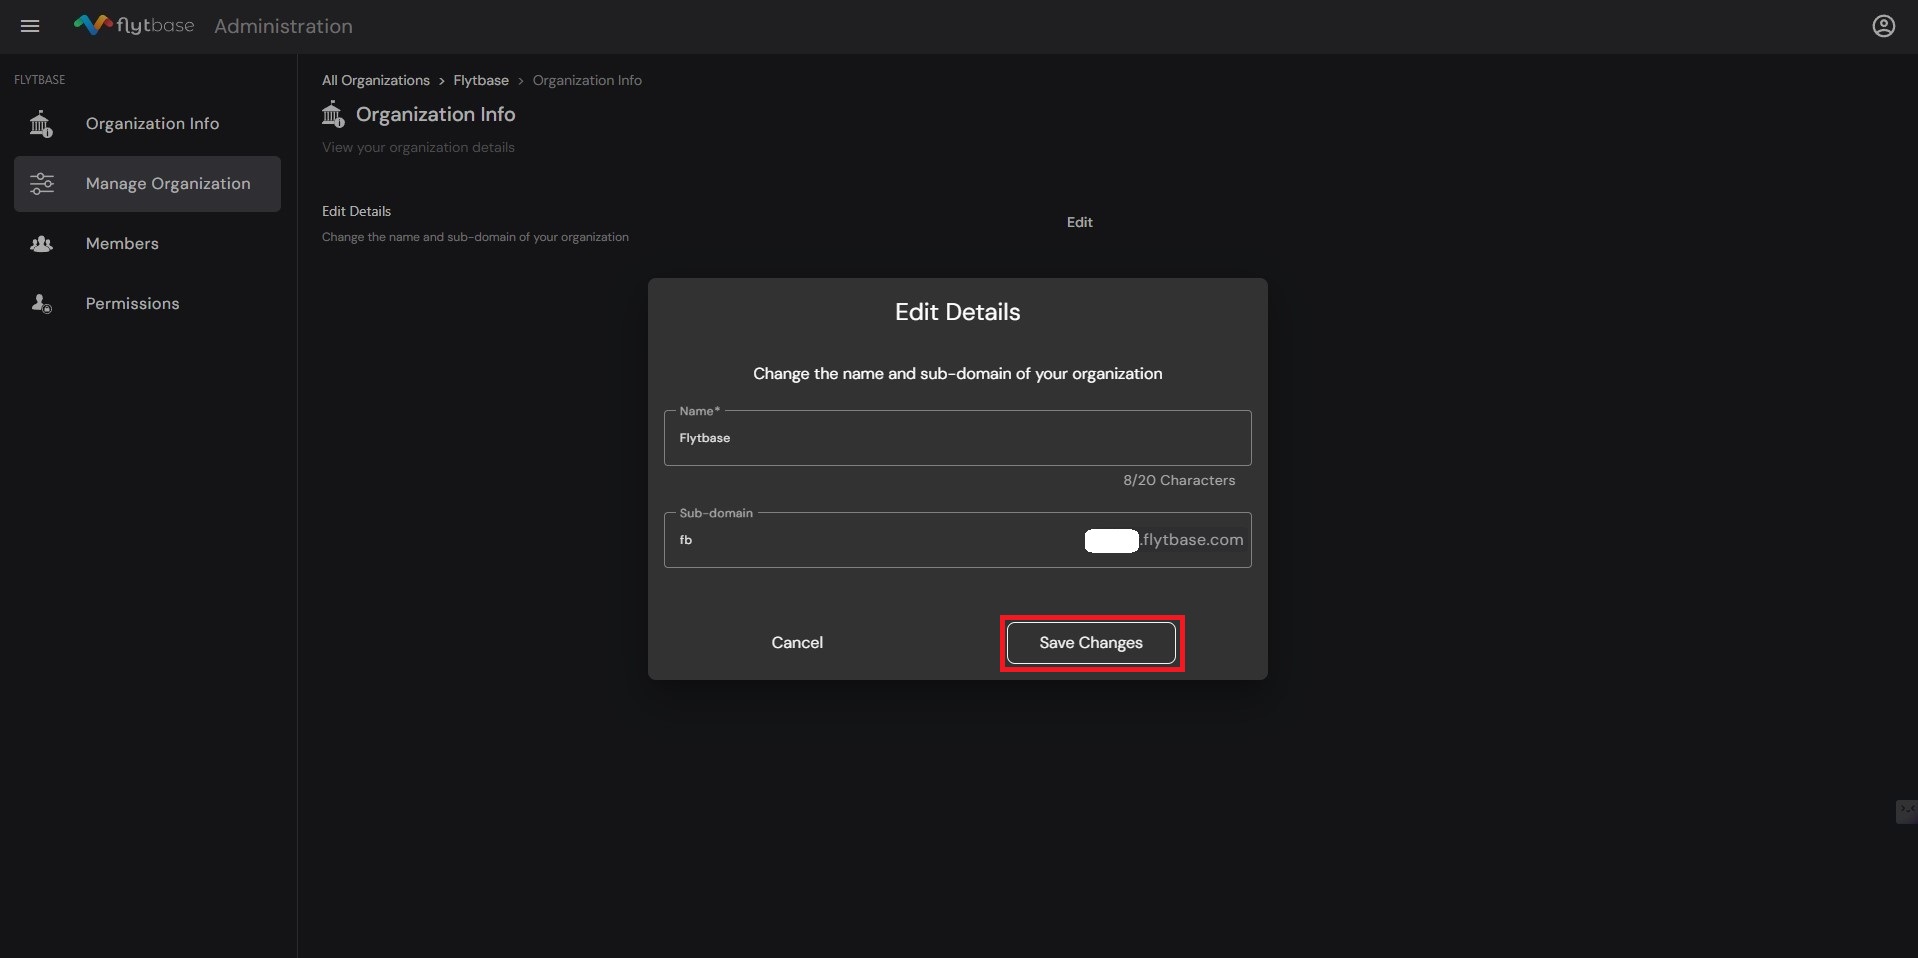 flytbase Administration
FLYTBASE
Organization Info
Manage Organization
Members
Permissions
All Organizations > Flytbase > Organization Info
Organization Info
View your organization details
Edit Details
Change the name and sub-domain of your organization
Edit
Edit Details
Change the name and sub-domain of your organization
Name*
Flytbase
8/20 Characters
Sub-domain
fb
.flytbase.com
Cancel
Save Changes